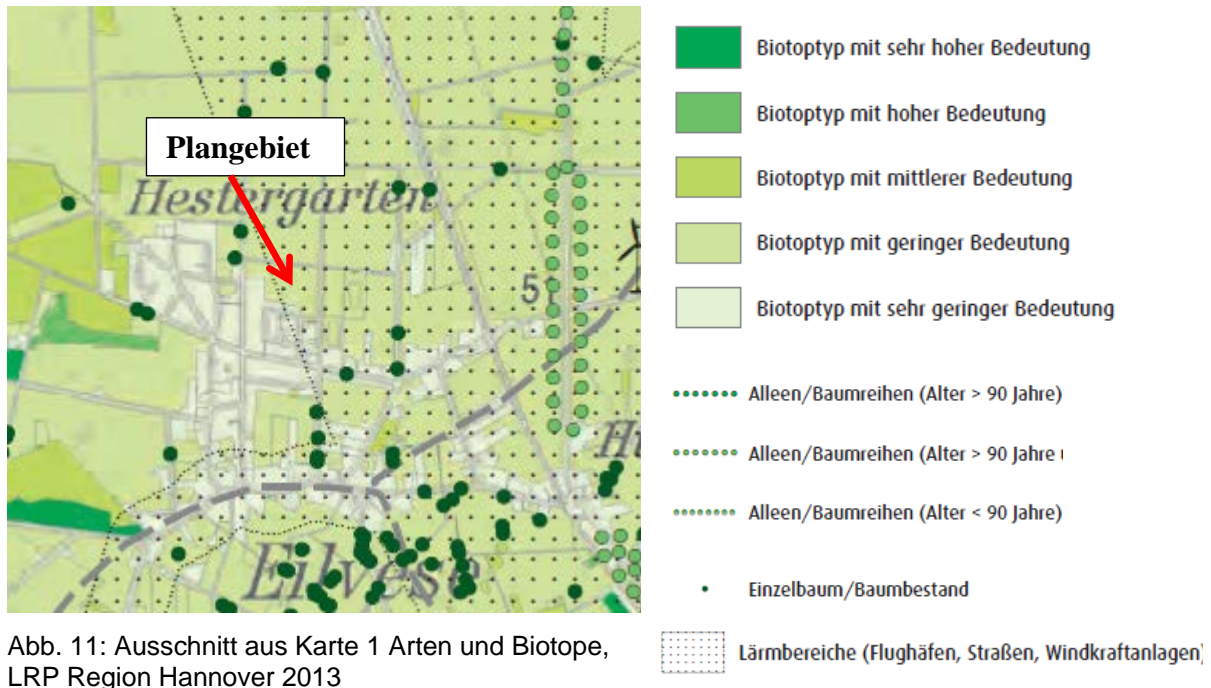 Plangebiet
Hestergarten
Eilvese
Abb. 11: Ausschnitt aus Karte 1 Arten und Biotope,
LRP Region Hannover 2013
Biotoptyp mit sehr hoher Bedeutung
Biotoptyp mit hoher Bedeutung
Biotoptyp mit mittlerer Bedeutung
Biotoptyp mit geringer Bedeutung
Biotoptyp mit sehr geringer Bedeutung
Alleen/Baumreihen (Alter > 90 Jahre)
Alleen/Baumreihen (Alter > 90 Jahre
Alleen/Baumreihen (Alter < 90 Jahre)
Einzelbaum/Baumbestand
Lärmbereiche (Flughäfen, Straßen, Windkraftanlagen)